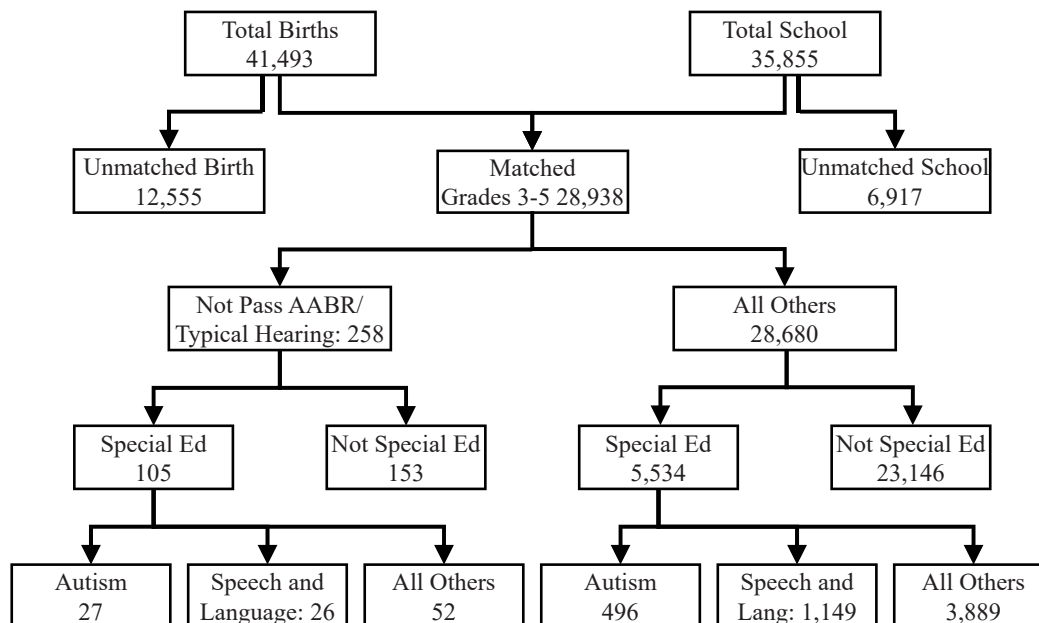 Total Births
41,493
Total School
35,855
Unmatched Birth
12,555
Matched
Grades 3-5 28,938
Unmatched School
6,917
Not Pass AABR/
Typical Hearing: 258
All Others
28,680
Special Ed
105
Not Special Ed
153
Special Ed
5,534
Not Special Ed
23,146
Autism
27
Speech and
Language: 26
All Others
52
Autism
496
Speech and
Lang: 1,149
All Others
3,889